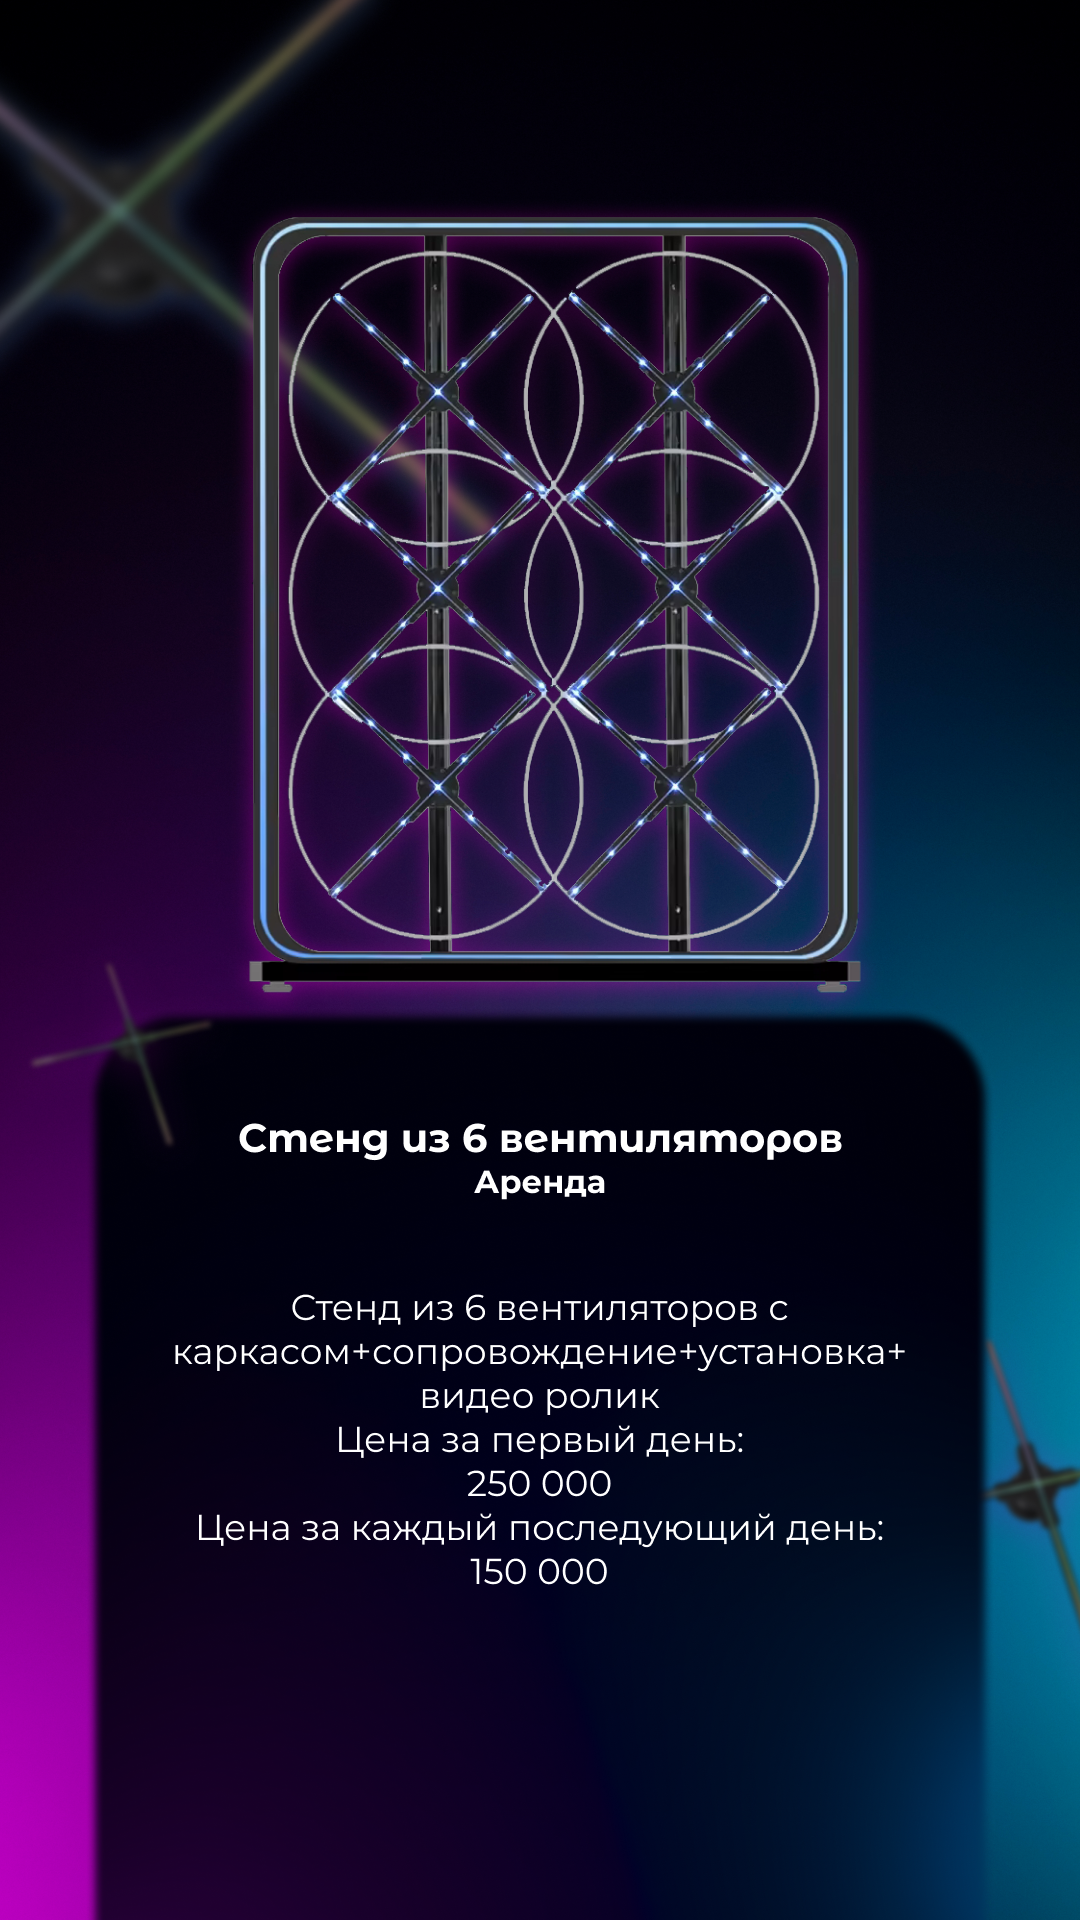 Стенд из 6 вентиляторов
Аренда
Стенд из 6 вентиляторов с
каркасом+сопровождение+установка+
видео ролик
Цена за первый день:
250 000
Цена за каждый последующий день:
150 000